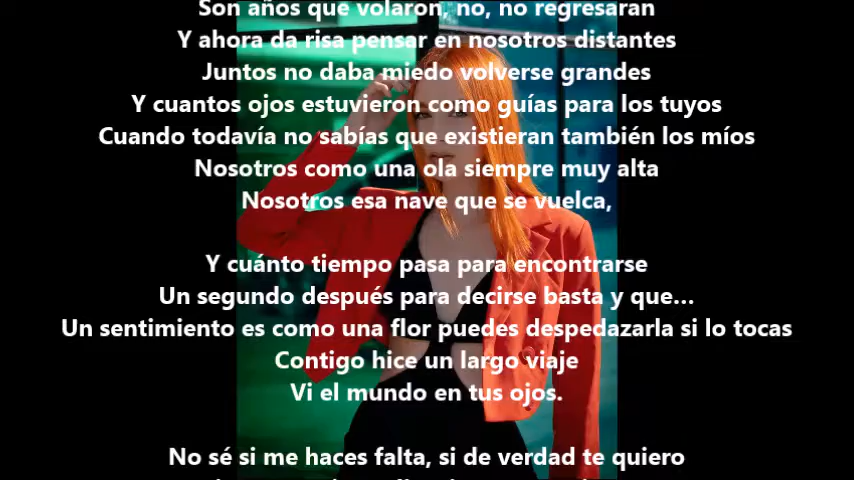 Son años que volaron, no, no regresaran
Y ahora da risa pensar en nosotros distantes
Juntos no daba miedo volverse grandes
Y cuantos ojos estuvieron como guías para los tuyos
Cuando todavía no sabías que existieran también los míos
Nosotros como una ola siempre muy alta
Nosotros esa nave que se vuelca,
Y cuánto tiempo pasa para encontrarse
Un segundo después para decirse basta y que...
Un sentimiento es como una flor puedes despedazarla si lo tocas
Contigo hice un largo viaje
Vi el mundo en tus ojos.
No sé si me haces falta, si de verdad te quiero